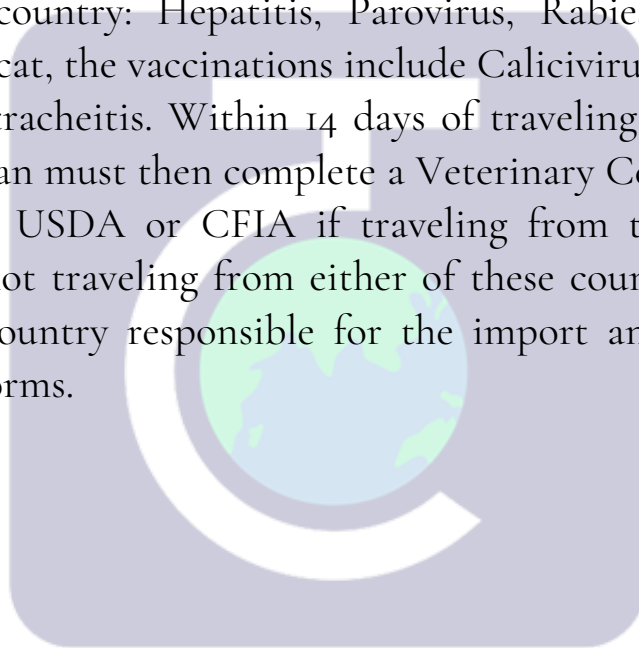 country: Hepatitis, Parovirus, Rabie
cat, the vaccinations include Caliciviru
tracheitis. Within 14 days of traveling
an must then complete a Veterinary Ce
USDA or CFIA if traveling from t
ot traveling from either of these coun
ountry responsible for the import an
orms.